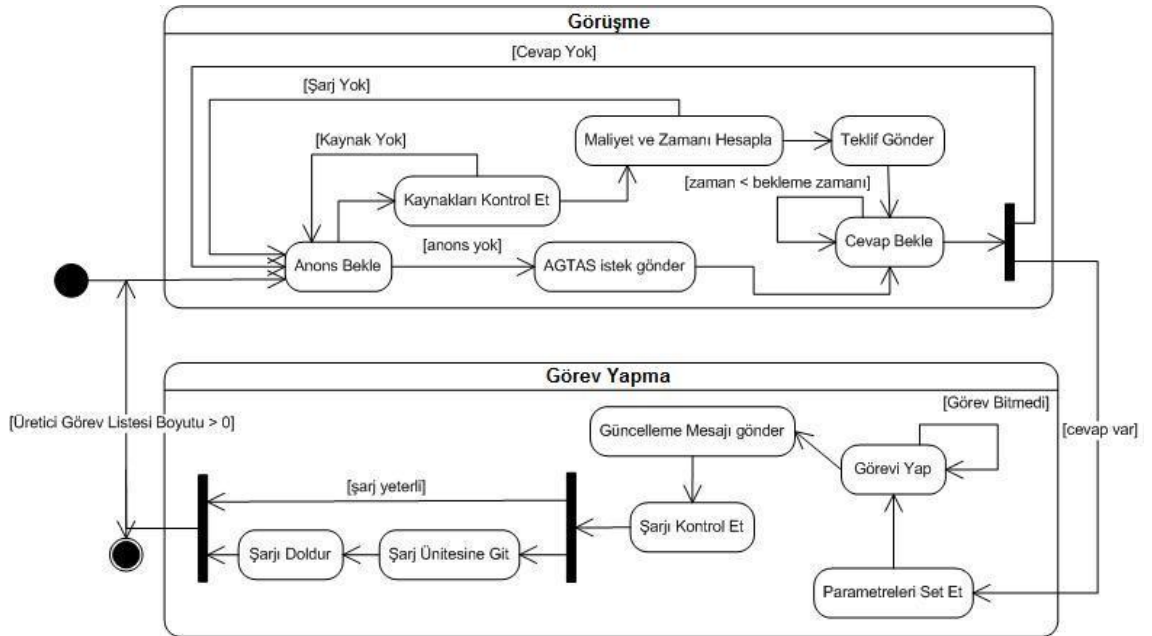 Görüşme
[Cevap Yok]
[Şarj Yok]
[Kaynak Yok]
Maliyet ve Zamanı Hesapla
Teklif Gönder
[zaman < bekleme zamanı]
Kaynakları Kontrol Et
Cevap Bekle
[anons yok]
Anons Bekle
AGTAS istek gönder
Görev Yapma
[Üretici Görev Listesi Boyutu > 0]
[Görev Bitmedi]
[cevap var]
Güncelleme Mesajı gönder
Görevi Yap
[şarj yeterli]
Şarjı Kontrol Et
Şarjı Doldur
Şarj Ünitesine Git
Parametreleri Set Et